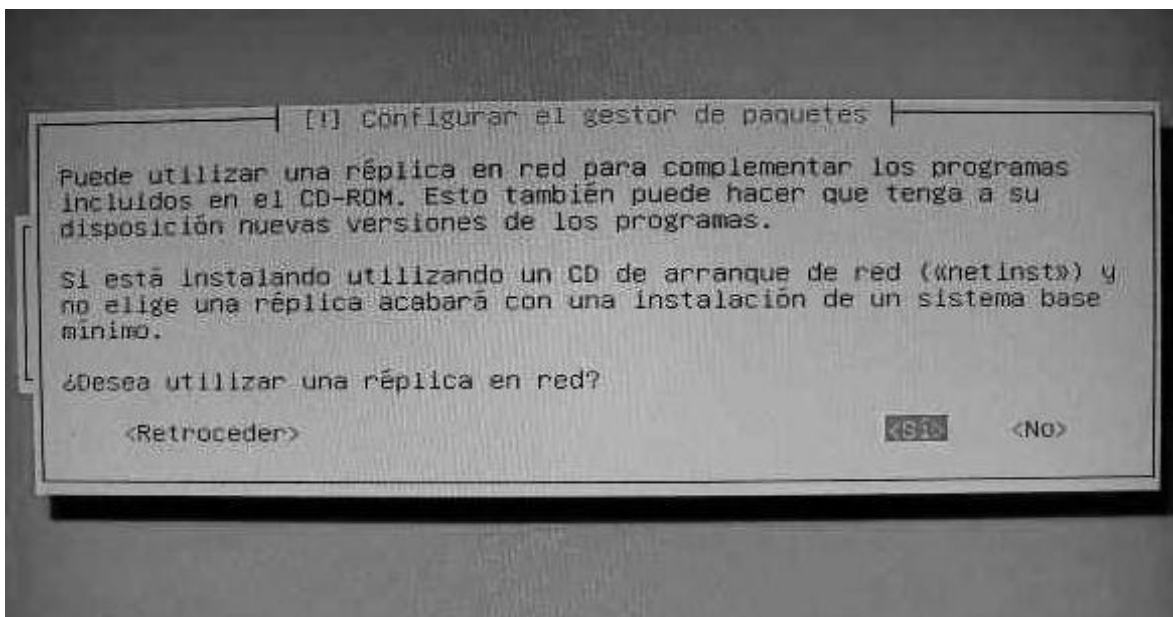 [!] Configurar el gestor de paquetes
Puede utilizar una réplica en red para complementar los programas
incluidos en el CD-ROM. Esto también puede hacer que tenga a su
disposición nuevas versiones de los programas.
Si está instalando utilizando un CD de arranque de red («netinst») y
no elige una réplica acabará con una instalación de un sistema base
mínimo.
¿Desea utilizar una réplica en red?
<Retroceder> <Sí> <No>